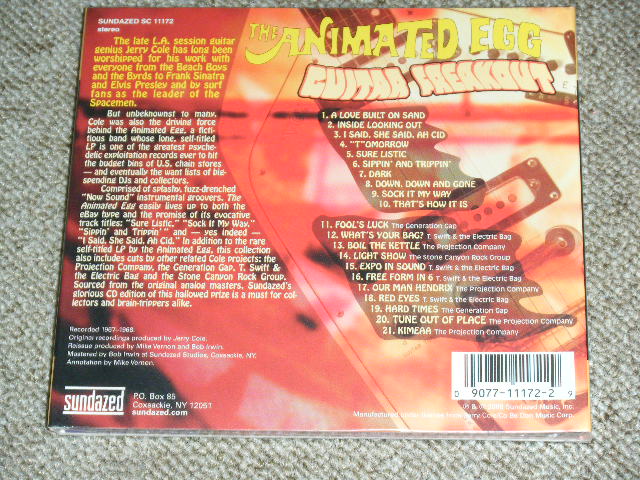 SUNDAZED SC 11172
stereo
THE ANIMATED EGG
GUITAR FREAKOUT
The late L.A. session guitar
genius Jerry Cole has long been
worshipped for his work with
everyone from the Beach Boys
and the Byrds to Frank Sinatra
and Elvis Presley and by surf
fans as the leader of the
Spacemen.
But unbeknownst to many,
Cole was also the driving force
behind the Animated Egg, a fic-
tional band whose lone, self-titled
LP is one of the greatest psyche-
delic exploitation records ever to hit
the budget bins of U.S. chain stores
— and eventually the want lists of big-
spending DJs and collectors.
Comprised of splashy, fuzz-drenched
"Now Sound" instrumental groovers, The
Animated Egg easily lives up to both the
eBay hype and the promise of its evocative
track titles: "Sure Listic," "Sock It My Way,"
"Sippin' and Trippin'" and — yes indeed —
"I Said, She Said, Ah Cid." In addition to the rare
self-titled LP by the Animated Egg, this collection
also includes cuts by other related Cole projects: the
Projection Company, the Generation Gap, T. Swift &
the Electric Bag and the Stone Canyon Rock Group.
Sourced from the original analog masters, Sundazed's
glorious CD edition of this hallowed prize is a must for col-
lectors and brain-trippers alike.
Recorded 1967-1968.
Original recordings produced by Jerry Cole.
Reissue produced by Mike Vernon and Bob Irwin.
Mastered by Bob Irwin at Sundazed Studios, Coxsackie, NY.
Annotation by Mike Vernon.
sundazed
P.O. Box 85
Coxsackie, NY 12051
sundazed.com
1. A LOVE BUILT ON SAND
2. INSIDE LOOKING OUT
3. I SAID, SHE SAID, AH CID
4. "T"OMORROW
5. SURE LISTIC
6. SIPPIN' AND TRIPPIN'
7. DARK
8. DOWN, DOWN AND GONE
9. SOCK IT MY WAY
10. THAT'S HOW IT IS
11. FOOL'S LUCK The Generation Gap
12. WHAT'S YOUR BAG? T. Swift & the Electric Bag
13. BOIL THE KETTLE The Projection Company
14. LIGHT SHOW The Stone Canyon Rock Group
15. EXPO IN SOUND T. Swift & the Electric Bag
16. FREE FORM IN 6 T. Swift & the Electric Bag
17. OUR MAN HENDRIX The Projection Company
18. RED EYES T. Swift & the Electric Bag
19. HARD TIMES The Generation Gap
20. TUNE OUT OF PLACE The Projection Company
21. KIMEAA The Projection Company
0 9077-11172-2 9
℗ & © 2008 Sundazed Music, Inc.
Manufactured under license from Jerry Cole/Co Be Don Music Corp.